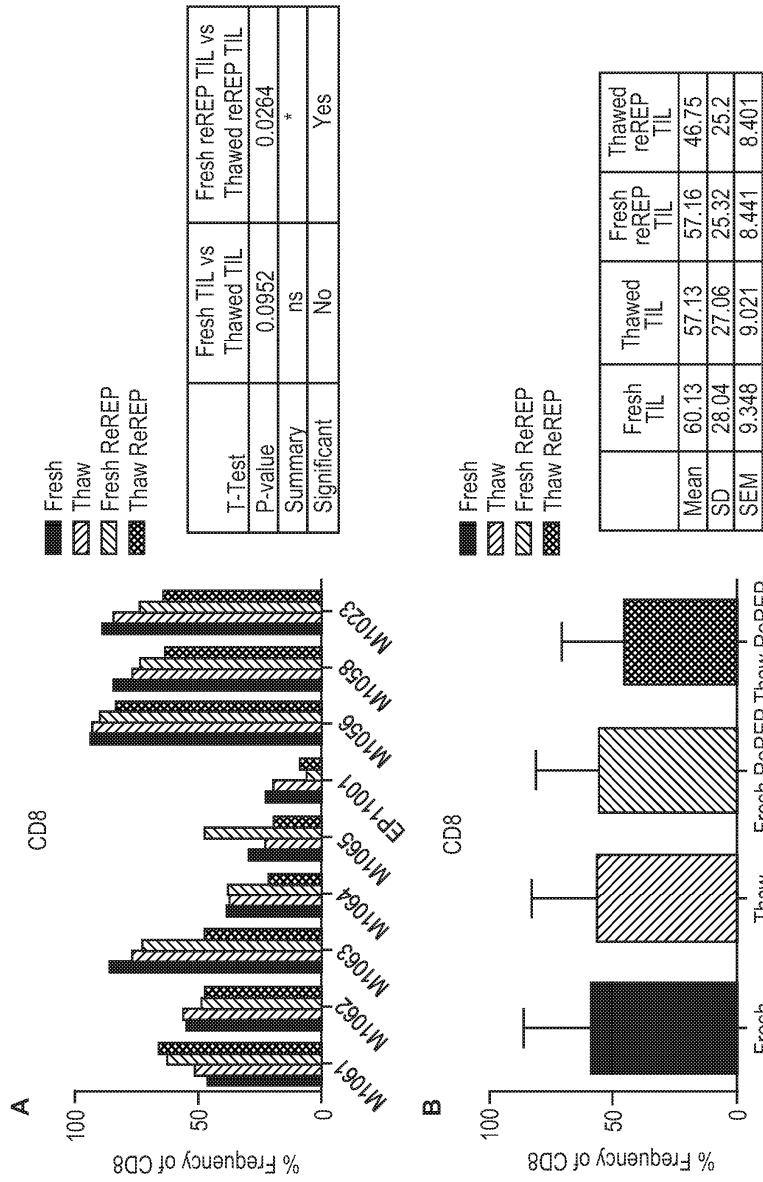 A
CD8
% Frequency of CD8
100
50
0
M1061
M1062
M1063
M1064
M1065
EP11001
M1056
M1058
M1023
Fresh
Thaw
Fresh ReREP
Thaw ReREP
T-Test Fresh TIL vs Thawed TIL Fresh reREP TIL vs Thawed reREP TIL
P-value 0.0952 0.0264
Summary ns *
Significant No Yes
B
CD8
% Frequency of CD8
100
50
0
Fresh
Thaw
Fresh ReREP
Thaw ReREP
Fresh
Thaw
Fresh ReREP
Thaw ReREP
Fresh TIL Thawed TIL Fresh reREP TIL Thawed reREP TIL
Mean 60.13 57.13 57.16 46.75
SD 28.04 27.06 25.32 25.2
SEM 9.348 9.021 8.441 8.401